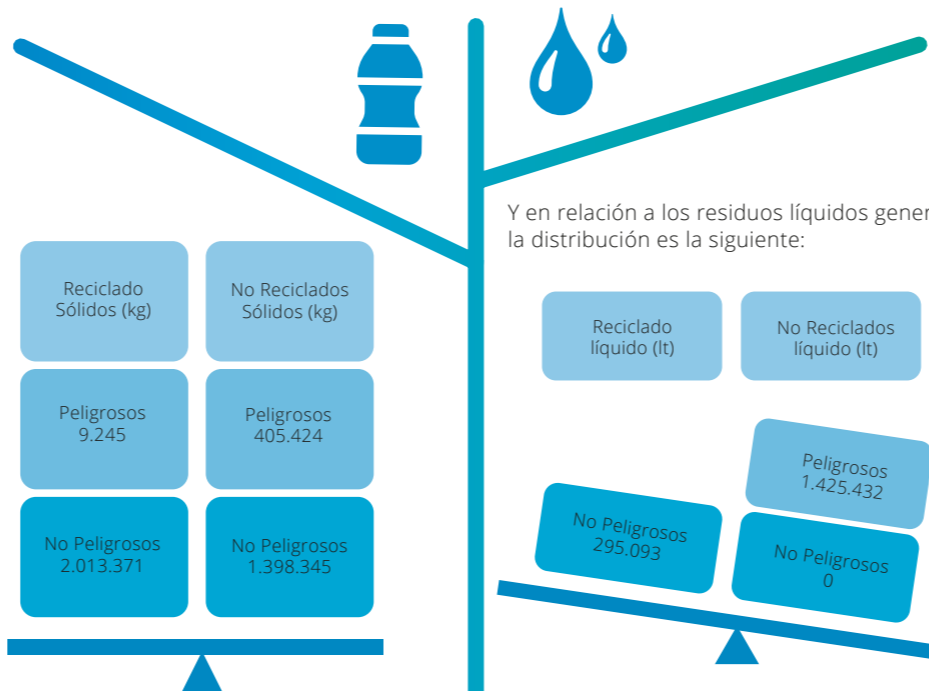 Y en relación a los residuos líquidos gener
la distribución es la siguiente:
Reciclado
Sólidos (kg)
No Reciclados
Sólidos (kg)
Peligrosos
9.245
Peligrosos
405.424
No Peligrosos
2.013.371
No Peligrosos
1.398.345
Reciclado
líquido (lt)
No Reciclados
líquido (lt)
Peligrosos
1.425.432
No Peligrosos
295.093
No Peligrosos
0